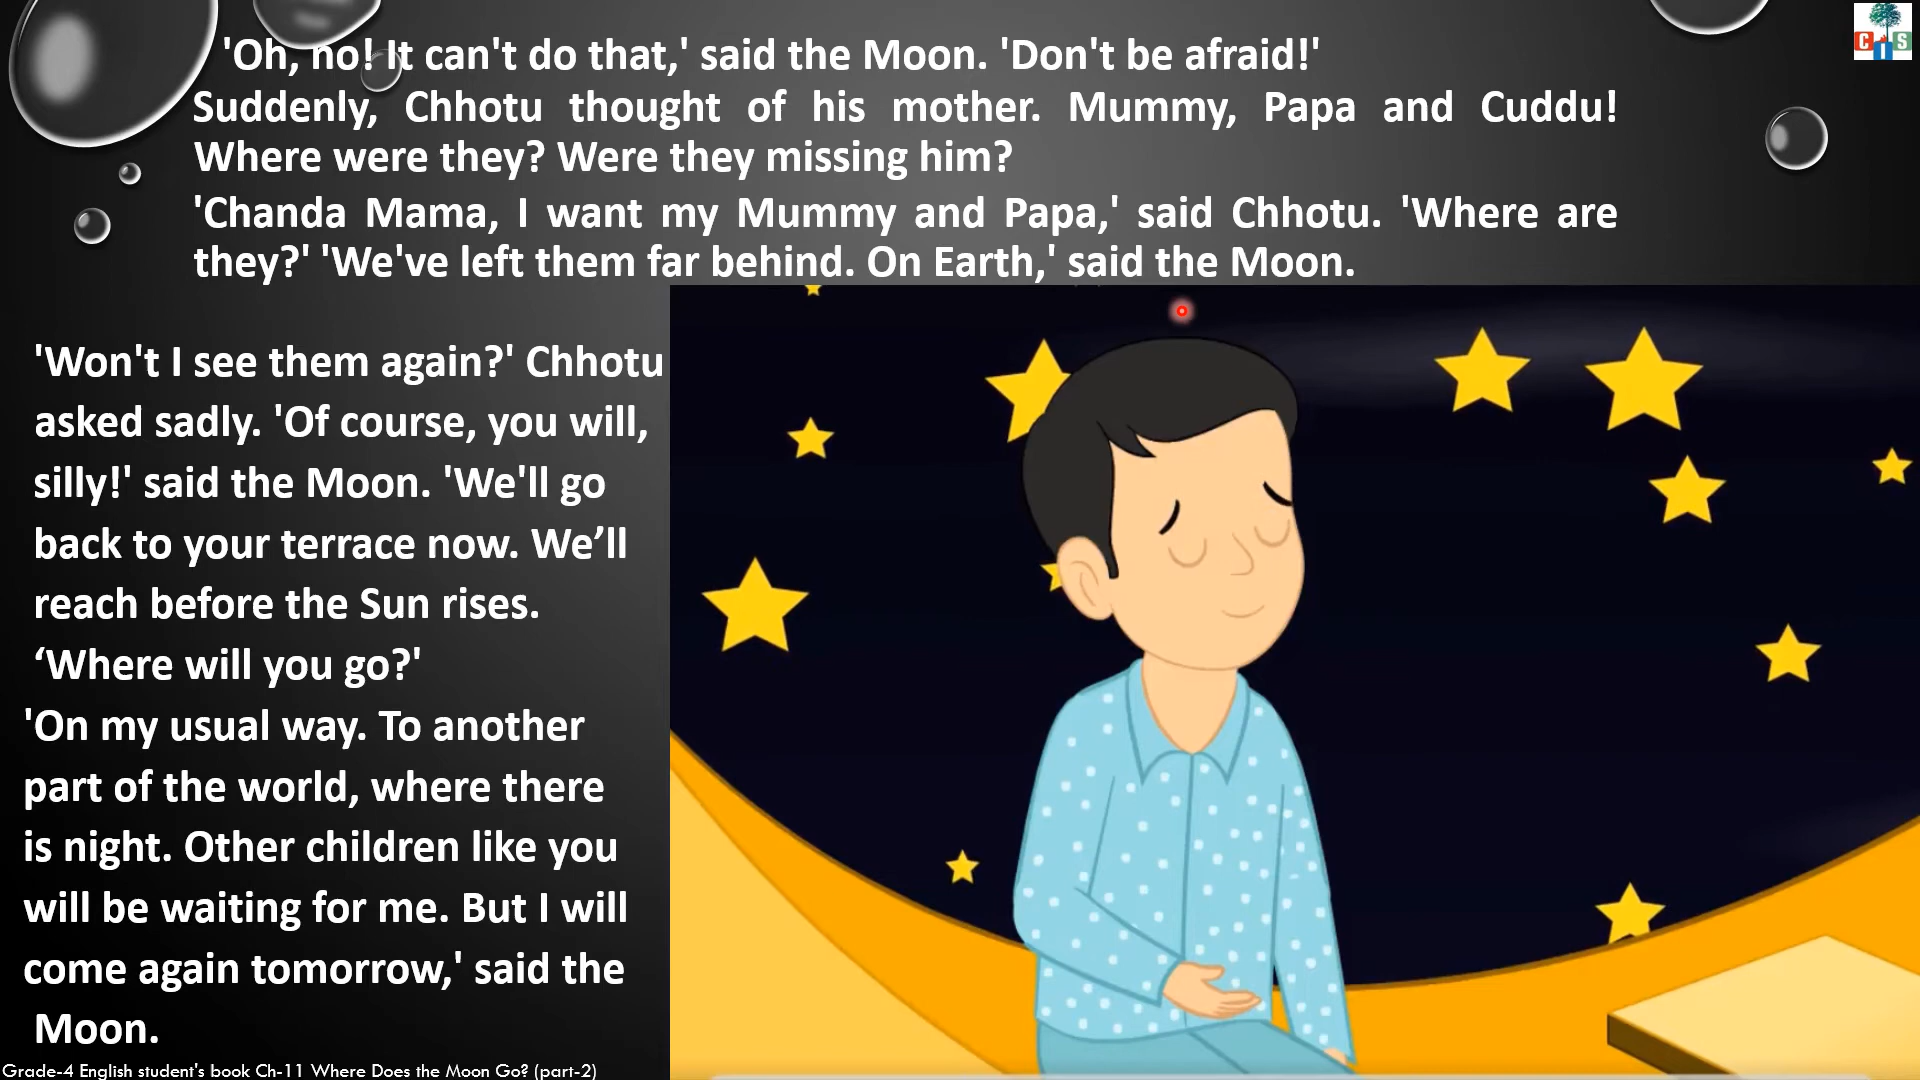 'Oh, no! It can't do that,' said the Moon. 'Don't be afraid!'
Suddenly, Chhotu thought of his mother. Mummy, Papa and Cuddu!
Where were they? Were they missing him?
'Chanda Mama, I want my Mummy and Papa,' said Chhotu. 'Where are
they?' 'We've left them far behind. On Earth,' said the Moon.
'Won't I see them again?' Chhotu
asked sadly. 'Of course, you will,
silly!' said the Moon. 'We'll go
back to your terrace now. We’ll
reach before the Sun rises.
‘Where will you go?'
'On my usual way. To another
part of the world, where there
is night. Other children like you
will be waiting for me. But I will
come again tomorrow,' said the
Moon.
Grade-4 English student's book Ch-11 Where Does the Moon Go? (part-2)
CIS